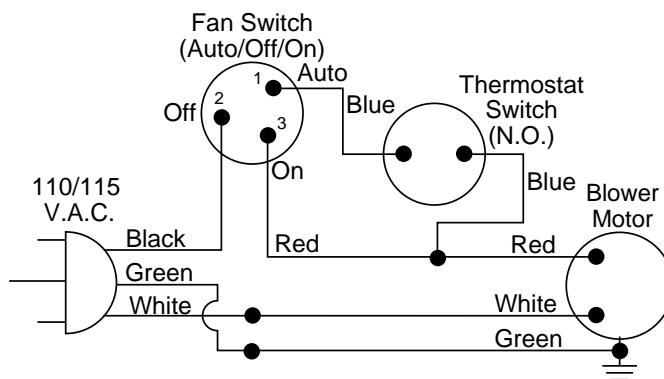 Fan Switch
(Auto/Off/On)
1
Auto
2
Off
3
On
Blue
Thermostat
Switch
(N.O.)
Blue
110/115
V.A.C.
Blower
Motor
Black
Red
Red
Green
White
White
Green